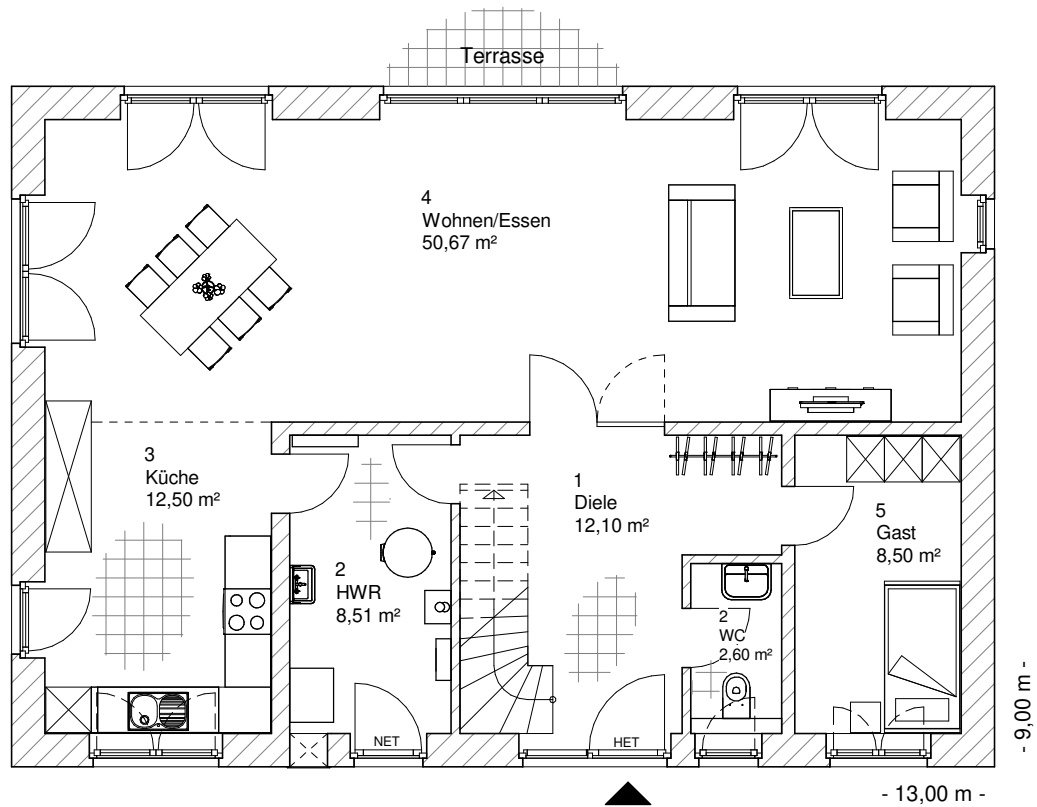 Terrasse
4
Wohnen/Essen
50,67 m²
3
Küche
12,50 m²
1
Diele
12,10 m²
5
Gast
8,50 m²
2
HWR
8,51 m²
2
WC
2,60 m²
NET
HET
- 9,00 m -
- 13,00 m -